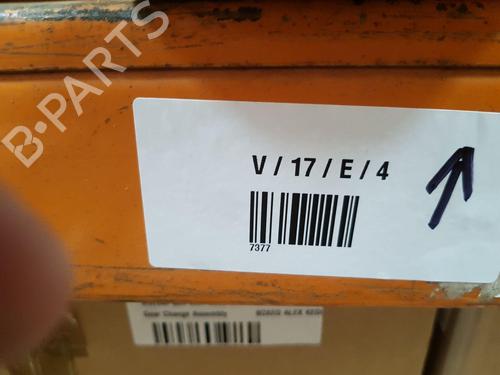 B-PARTS
V / 17 / E / 4
7377
Gear Change Assembly